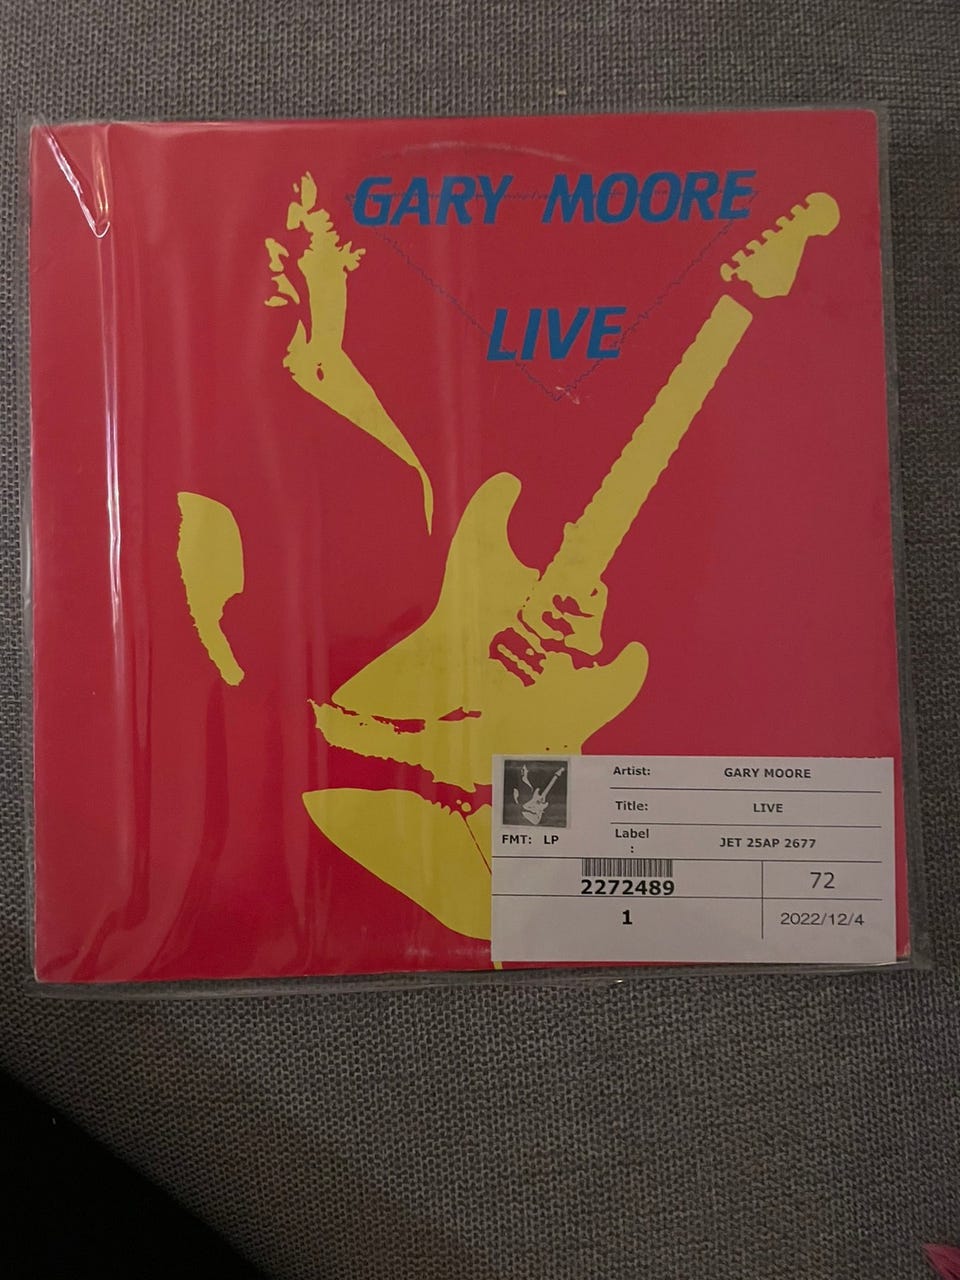 GARY MOORE
LIVE
Artist: GARY MOORE
Title: LIVE
FMT: LP
Label : JET 25AP 2677
2272489
72
1
2022/12/4